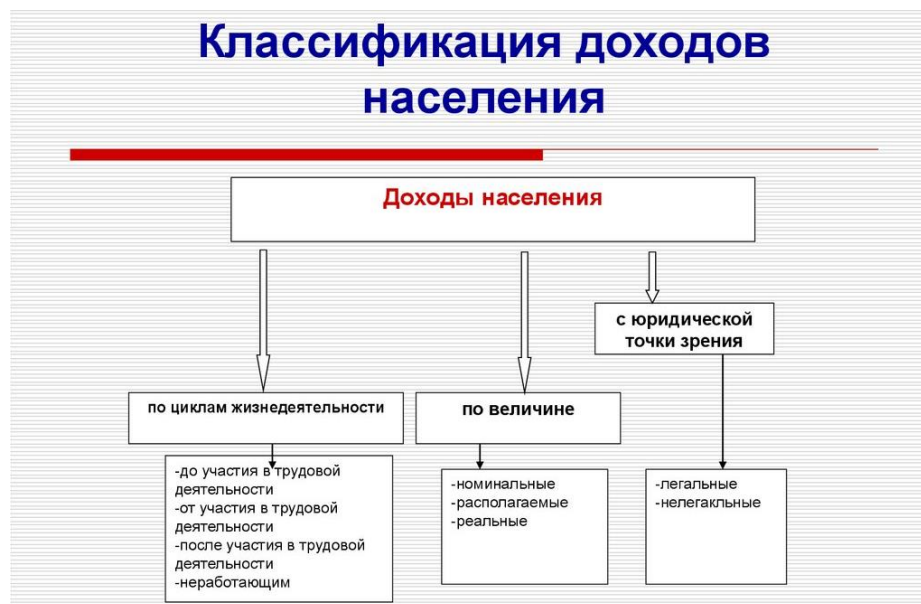 Классификация доходов
населения
Доходы населения
с юридической
точки зрения
по циклам жизнедеятельности
по величине
-до участия в трудовой
деятельности
-от участия в трудовой
деятельности
-после участия в трудовой
деятельности
-неработающим
-номинальные
-располагаемые
-реальные
-легальные
-нелегакльные